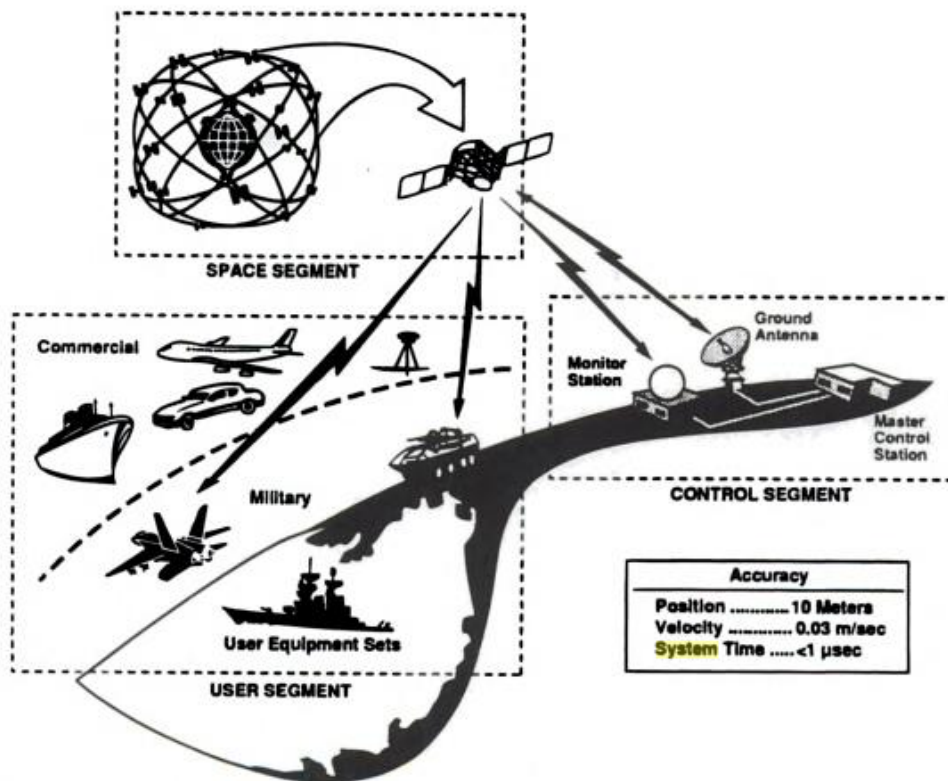 SPACE SEGMENT
Commercial
Military
User Equipment Sets
USER SEGMENT
Ground
Antenna
Monitor
Station
Master
Control
Station
CONTROL SEGMENT
Accuracy
Position ............ 10 Meters
Velocity ............. 0.03 m/sec
System Time ..... <1 µsec